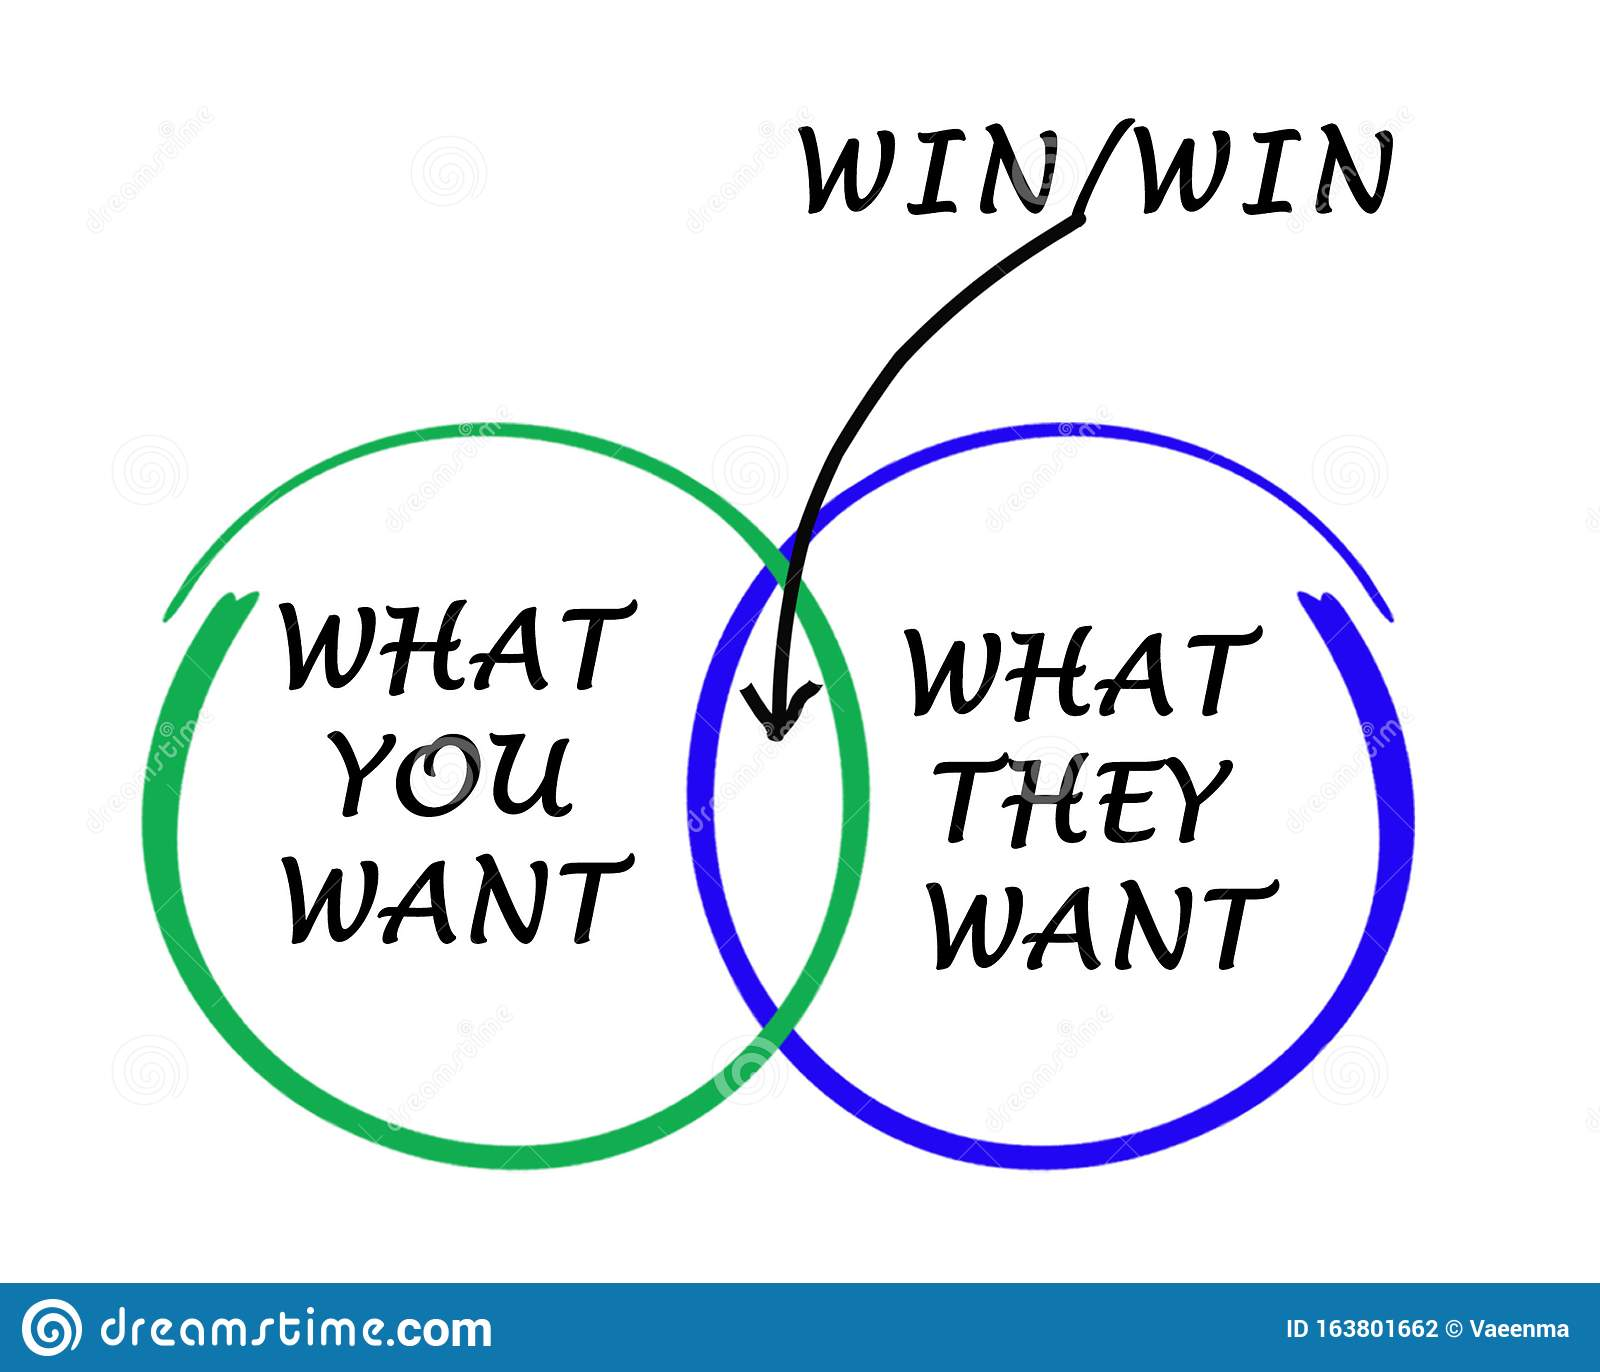 WIN/WIN
WHAT
YOU
WANT
WHAT
THEY
WANT
dreamstime.com
ID 163801662 © Vaeenma